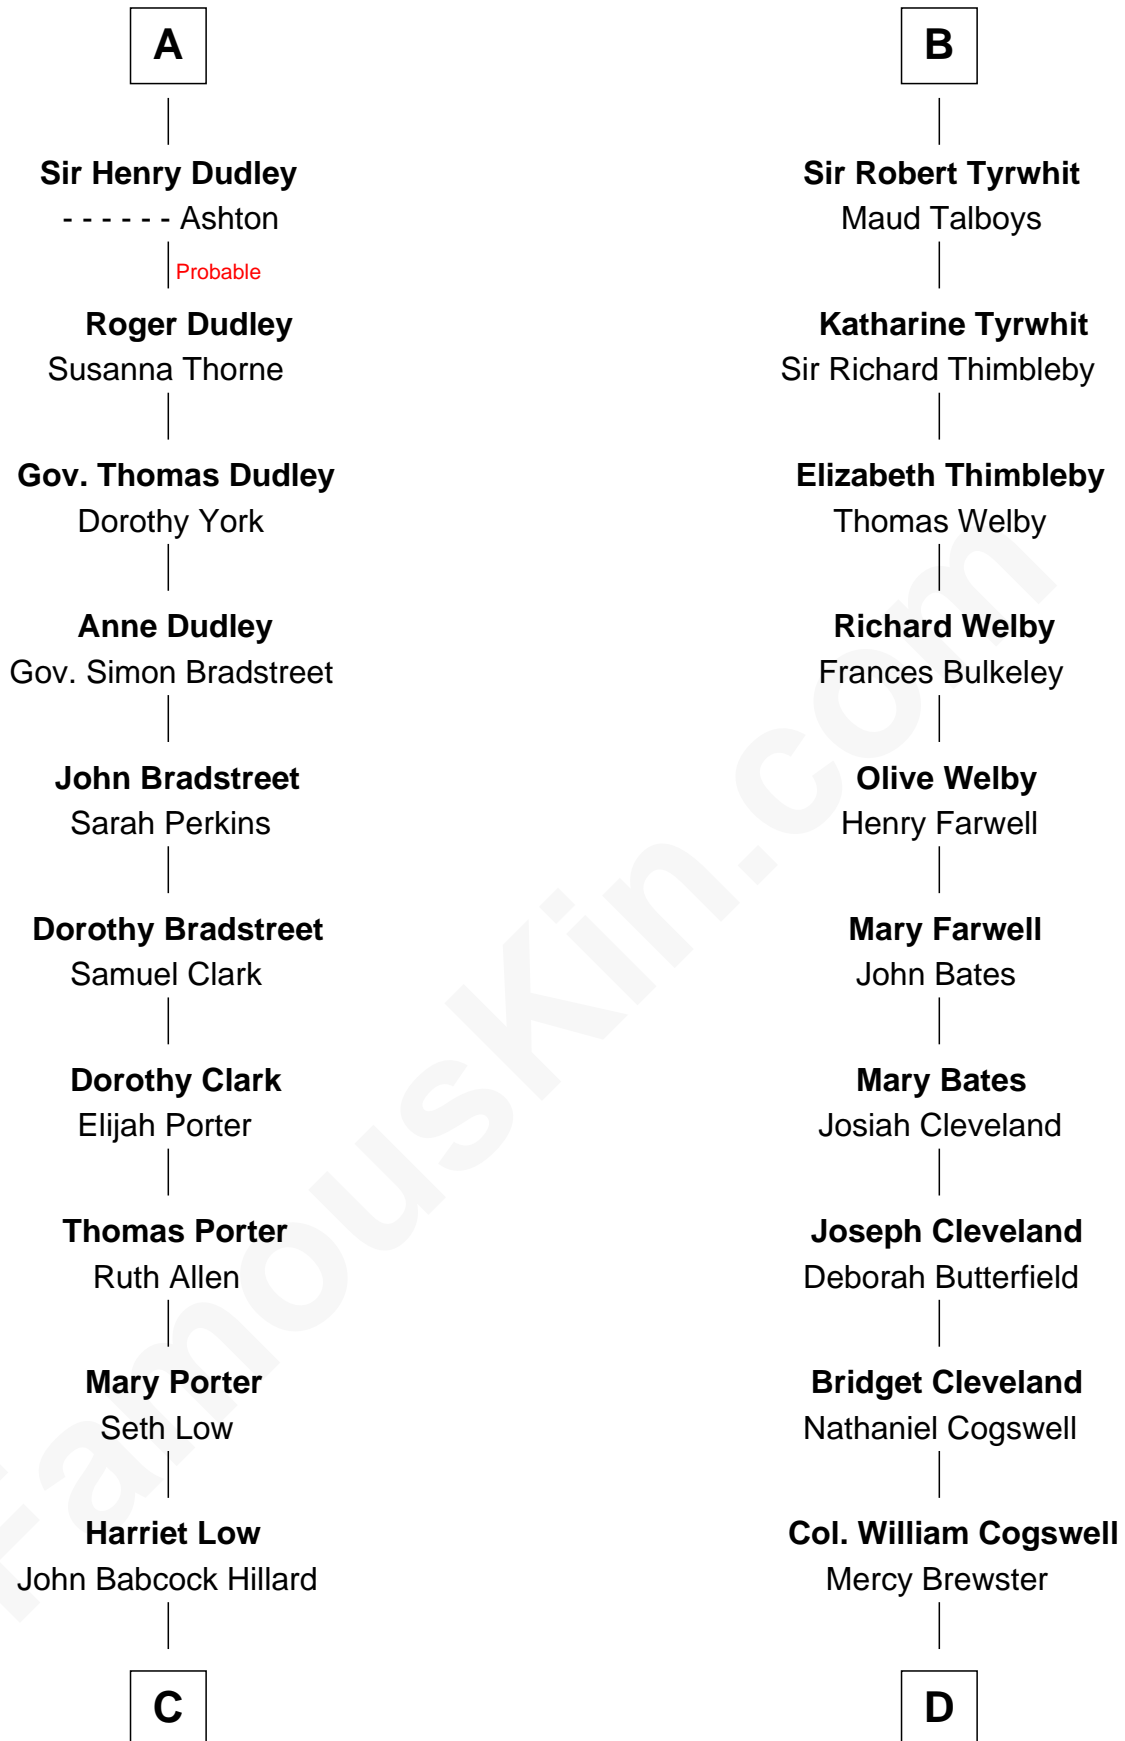 A
Sir Henry Dudley
- - - - - - Ashton
Probable
Roger Dudley
Susanna Thorne
Gov. Thomas Dudley
Dorothy York
Anne Dudley
Gov. Simon Bradstreet
John Bradstreet
Sarah Perkins
Dorothy Bradstreet
Samuel Clark
Dorothy Clark
Elijah Porter
Thomas Porter
Ruth Allen
Mary Porter
Seth Low
Harriet Low
John Babcock Hillard
C
B
Sir Robert Tyrwhit
Maud Talboys
Katharine Tyrwhit
Sir Richard Thimbleby
Elizabeth Thimbleby
Thomas Welby
Richard Welby
Frances Bulkeley
Olive Welby
Henry Farwell
Mary Farwell
John Bates
Mary Bates
Josiah Cleveland
Joseph Cleveland
Deborah Butterfield
Bridget Cleveland
Nathaniel Cogswell
Col. William Cogswell
Mercy Brewster
D
FamousKin.com